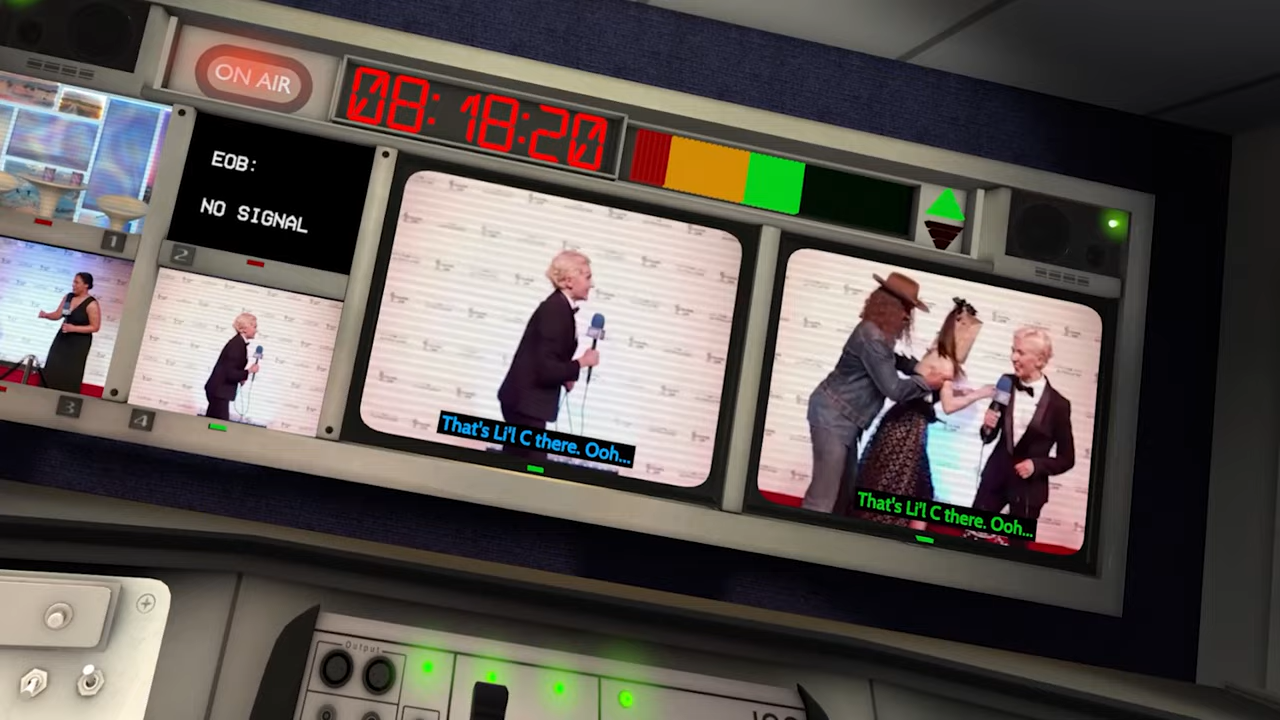 ON AIR
08:18:20
EOB:
NO SIGNAL
1
2
3
4
That's Li'l C there. Ooh...
That's Li'l C there. Ooh...
Output